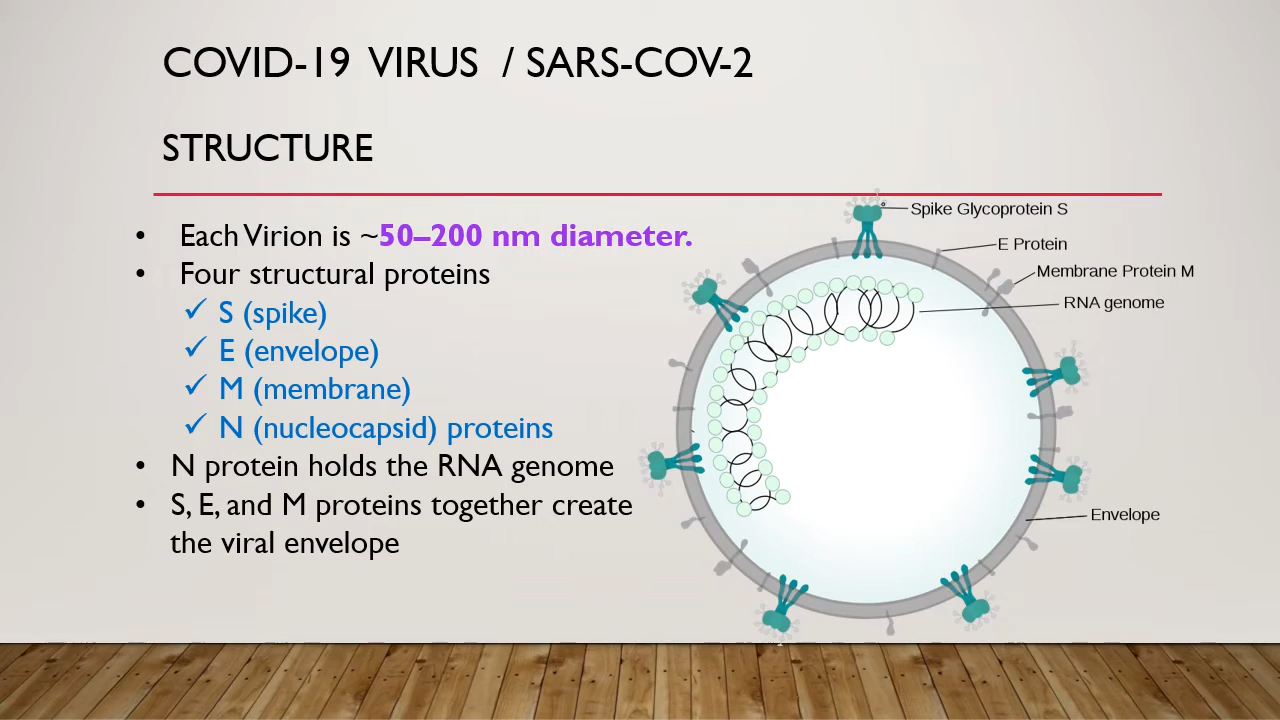 COVID-19 VIRUS / SARS-COV-2
STRUCTURE
• Each Virion is ~50–200 nm diameter.
• Four structural proteins
✓ S (spike)
✓ E (envelope)
✓ M (membrane)
✓ N (nucleocapsid) proteins
• N protein holds the RNA genome
• S, E, and M proteins together create
the viral envelope
Spike Glycoprotein S
E Protein
Membrane Protein M
RNA genome
Envelope